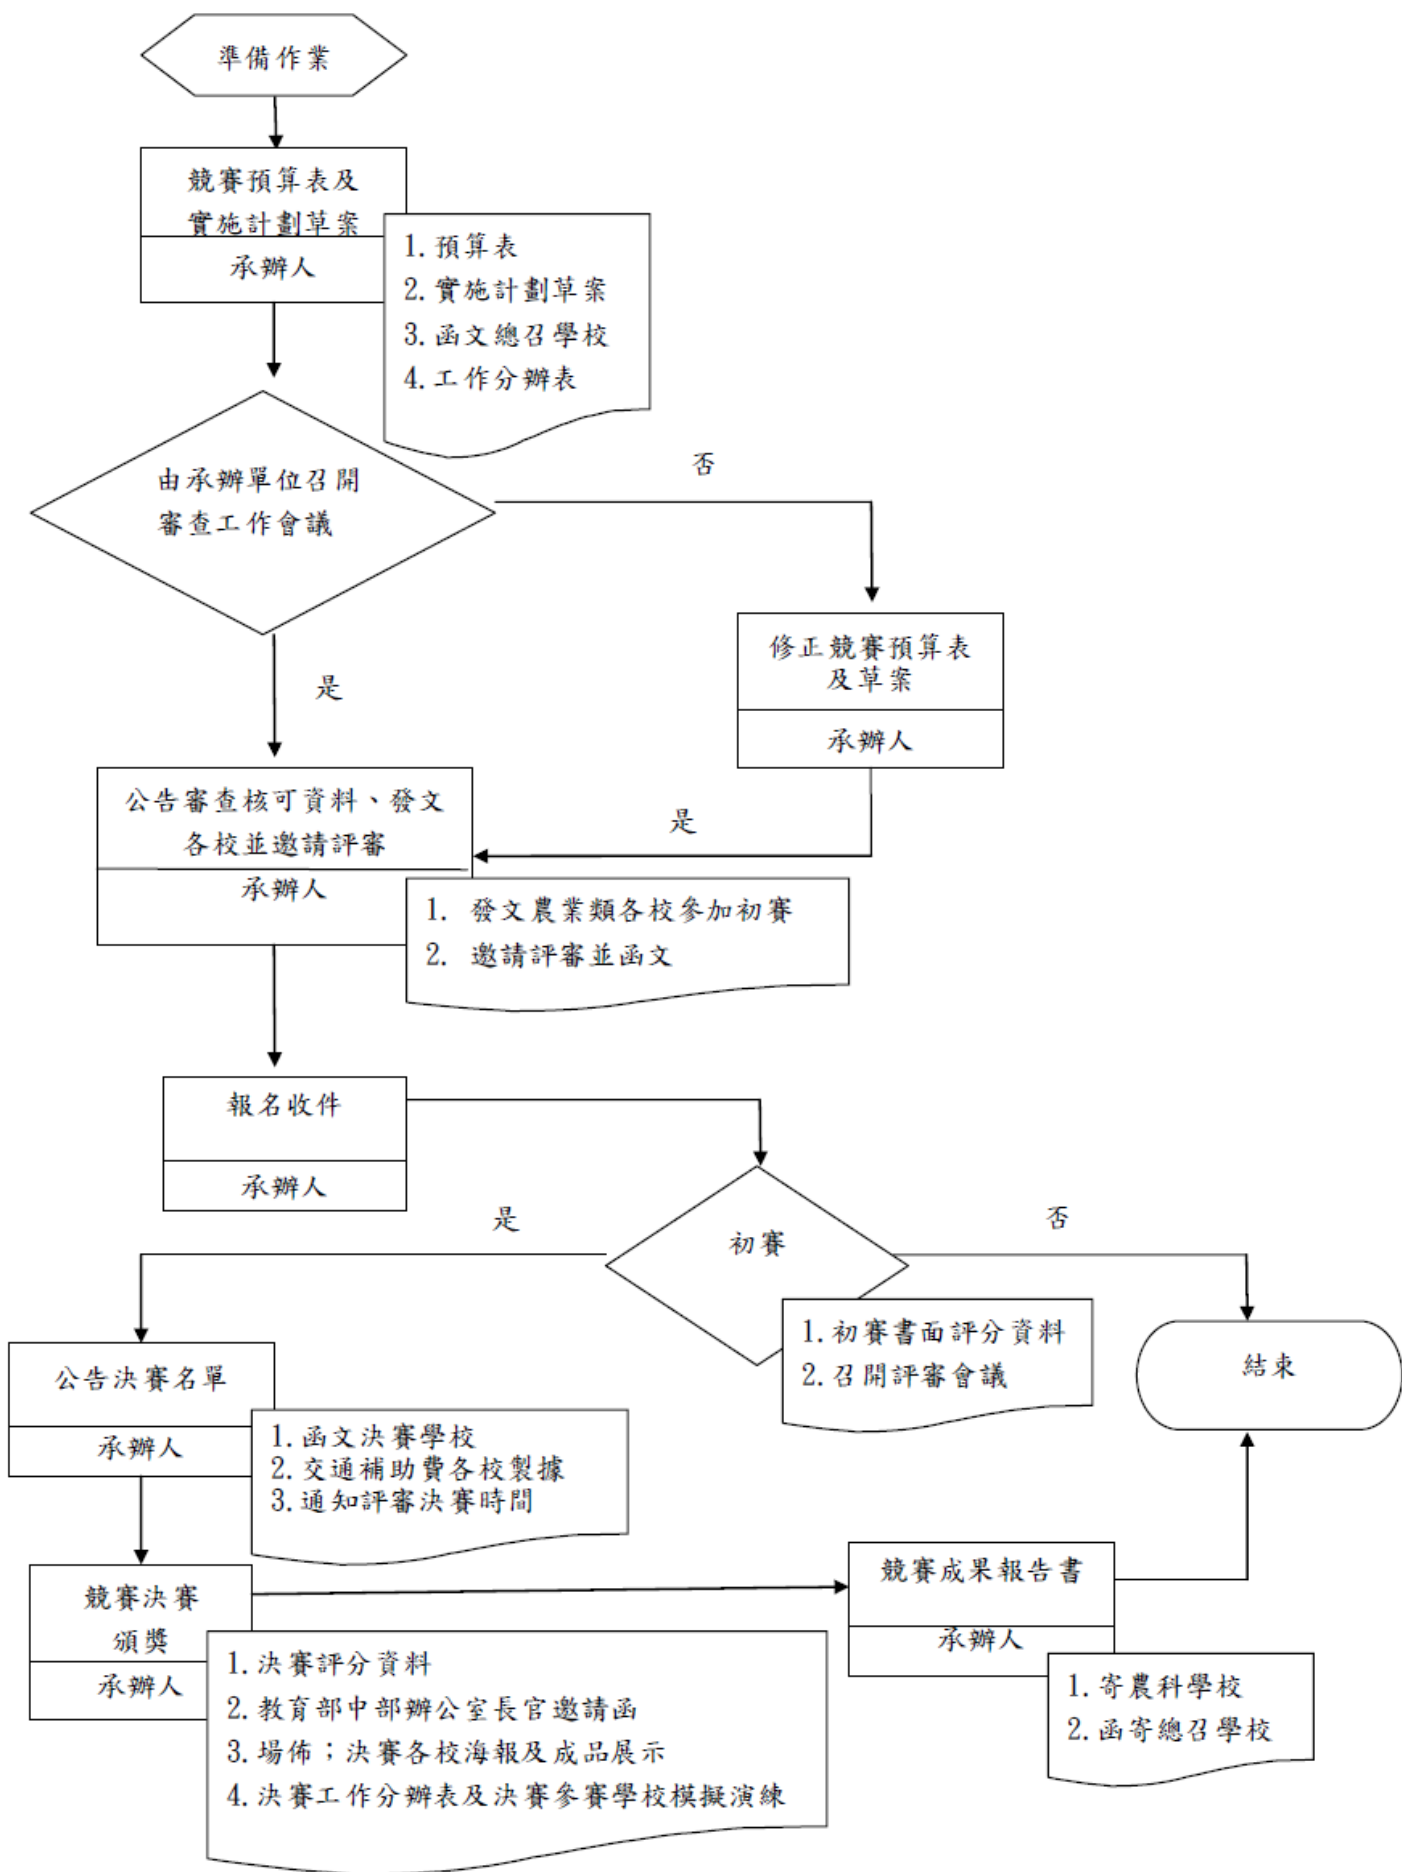 準備作業
競賽預算表及
實施計劃草案
承辦人
1.預算表
2.實施計劃草案
3.函文總召學校
4.工作分辦表
由承辦單位召開
審查工作會議
否
是
修正競賽預算表
及草案
承辦人
是
公告審查核可資料、發文
各校並邀請評審
承辦人
1. 發文農業類各校參加初賽
2. 邀請評審並函文
報名收件
承辦人
初賽
是
否
1.初賽書面評分資料
2.召開評審會議
結束
公告決賽名單
承辦人
1.函文決賽學校
2.交通補助費各校製據
3.通知評審決賽時間
競賽決賽
頒獎
承辦人
1.決賽評分資料
2.教育部中部辦公室長官邀請函
3.場佈；決賽各校海報及成品展示
4.決賽工作分辦表及決賽參賽學校模擬演練
競賽成果報告書
承辦人
1.寄農科學校
2.函寄總召學校